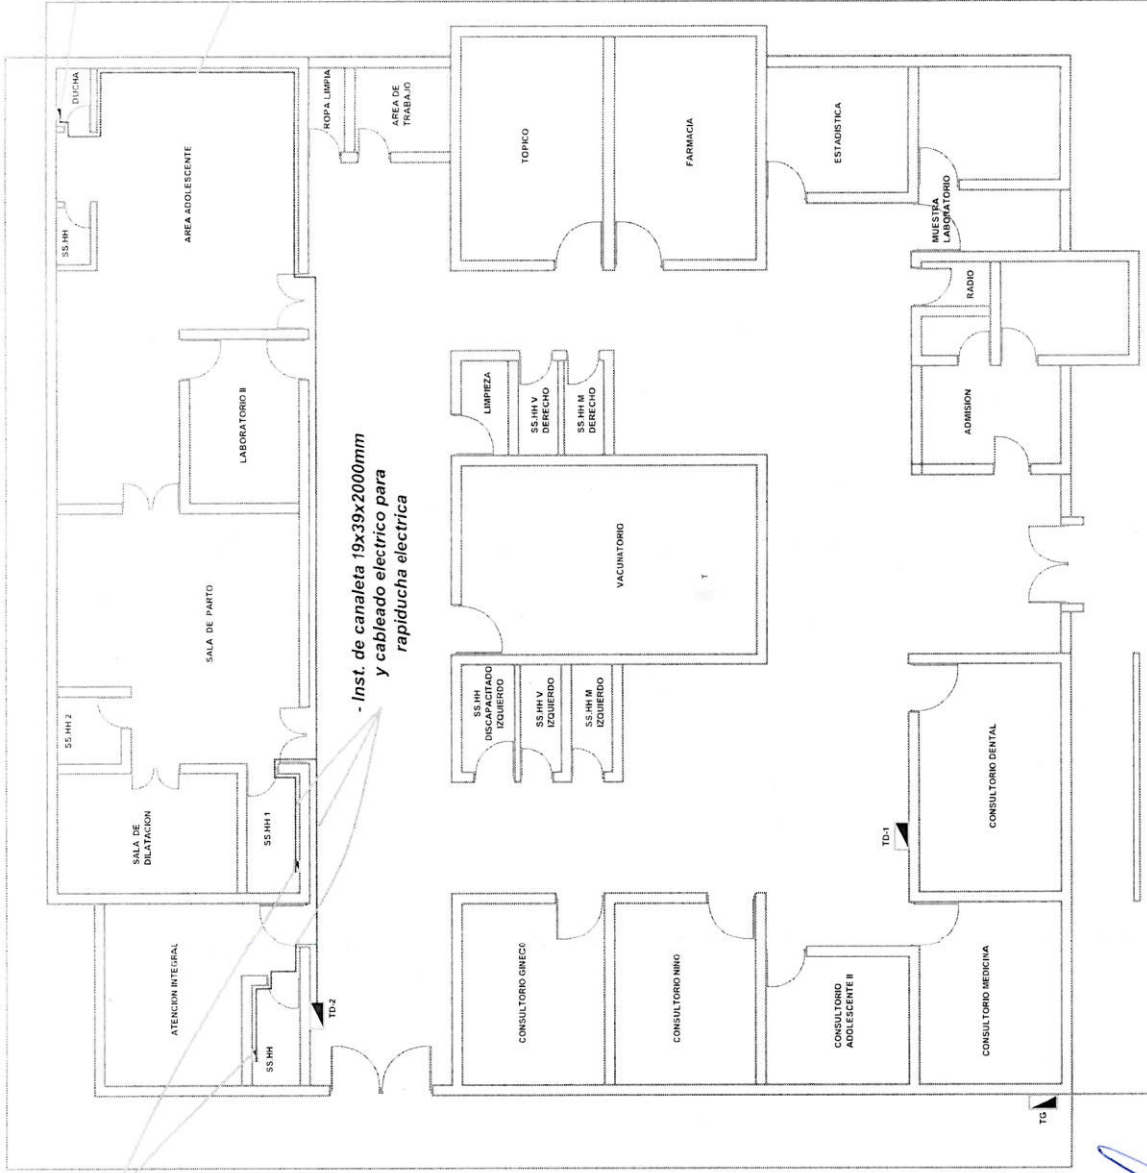 SS.HH 2
DUCHA
SS.HH
SALA DE
DILATACION
ATENCION INTEGRAL
SALA DE PARTO
AREA ADOLESCENTE
LABORATORIO II
SS.HH
SS.HH 1
TD-2
ROPA LIMPIA
- Inst. de canaleta 19x39x2000mm
y cableado electrico para
rapiducha electrica
AREA DE
TRABAJO
CONSULTORIO GINECO
SS.HH
DISCAPACITADO
IZQUIERDO
LIMPIEZA
TOPICO
SS.HH V
IZQUIERDO
SS.HH V
DERECHO
SS.HH M
IZQUIERDO
SS.HH M
DERECHO
VACUNATORIO
CONSULTORIO NIÑO
FARMACIA
CONSULTORIO
ADOLESCENTE II
ESTADISTICA
TD-1
MUESTRA
LABORATORIO
CONSULTORIO MEDICINA
CONSULTORIO DENTAL
ADMISION
RADIO
TG